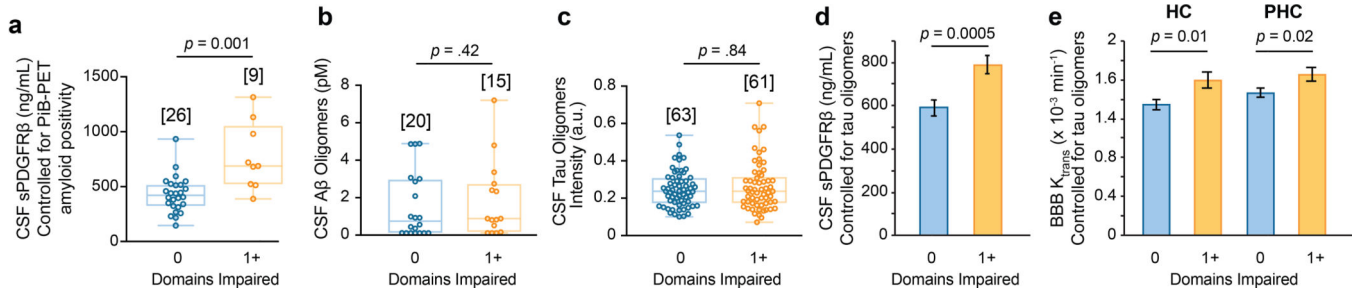 a
CSF sPDGFRβ (ng/mL)
Controlled for PiB-PET
amyloid positivity
p = 0.001
1500
1000
500
0
[26]
[9]
0
1+
Domains Impaired
b
CSF Aβ Oligomers (pM)
p = .42
8
6
4
2
0
[20]
[15]
0
1+
Domains Impaired
c
CSF Tau Oligomers
Intensity (a.u.)
p = .84
0.8
0.6
0.4
0.2
0
[63]
[61]
0
1+
Domains Impaired
d
CSF sPDGFRβ (ng/mL)
Controlled for tau oligomers
p = 0.0005
900
800
600
400
200
0
0
1+
Domains Impaired
e
BBB Ktrans (x 10-3 min-1)
Controlled for tau oligomers
HC
PHC
p = 0.01
p = 0.02
2
1.6
1.4
2
0.8
0.4
0
0
1+
0
1+
Domains Impaired